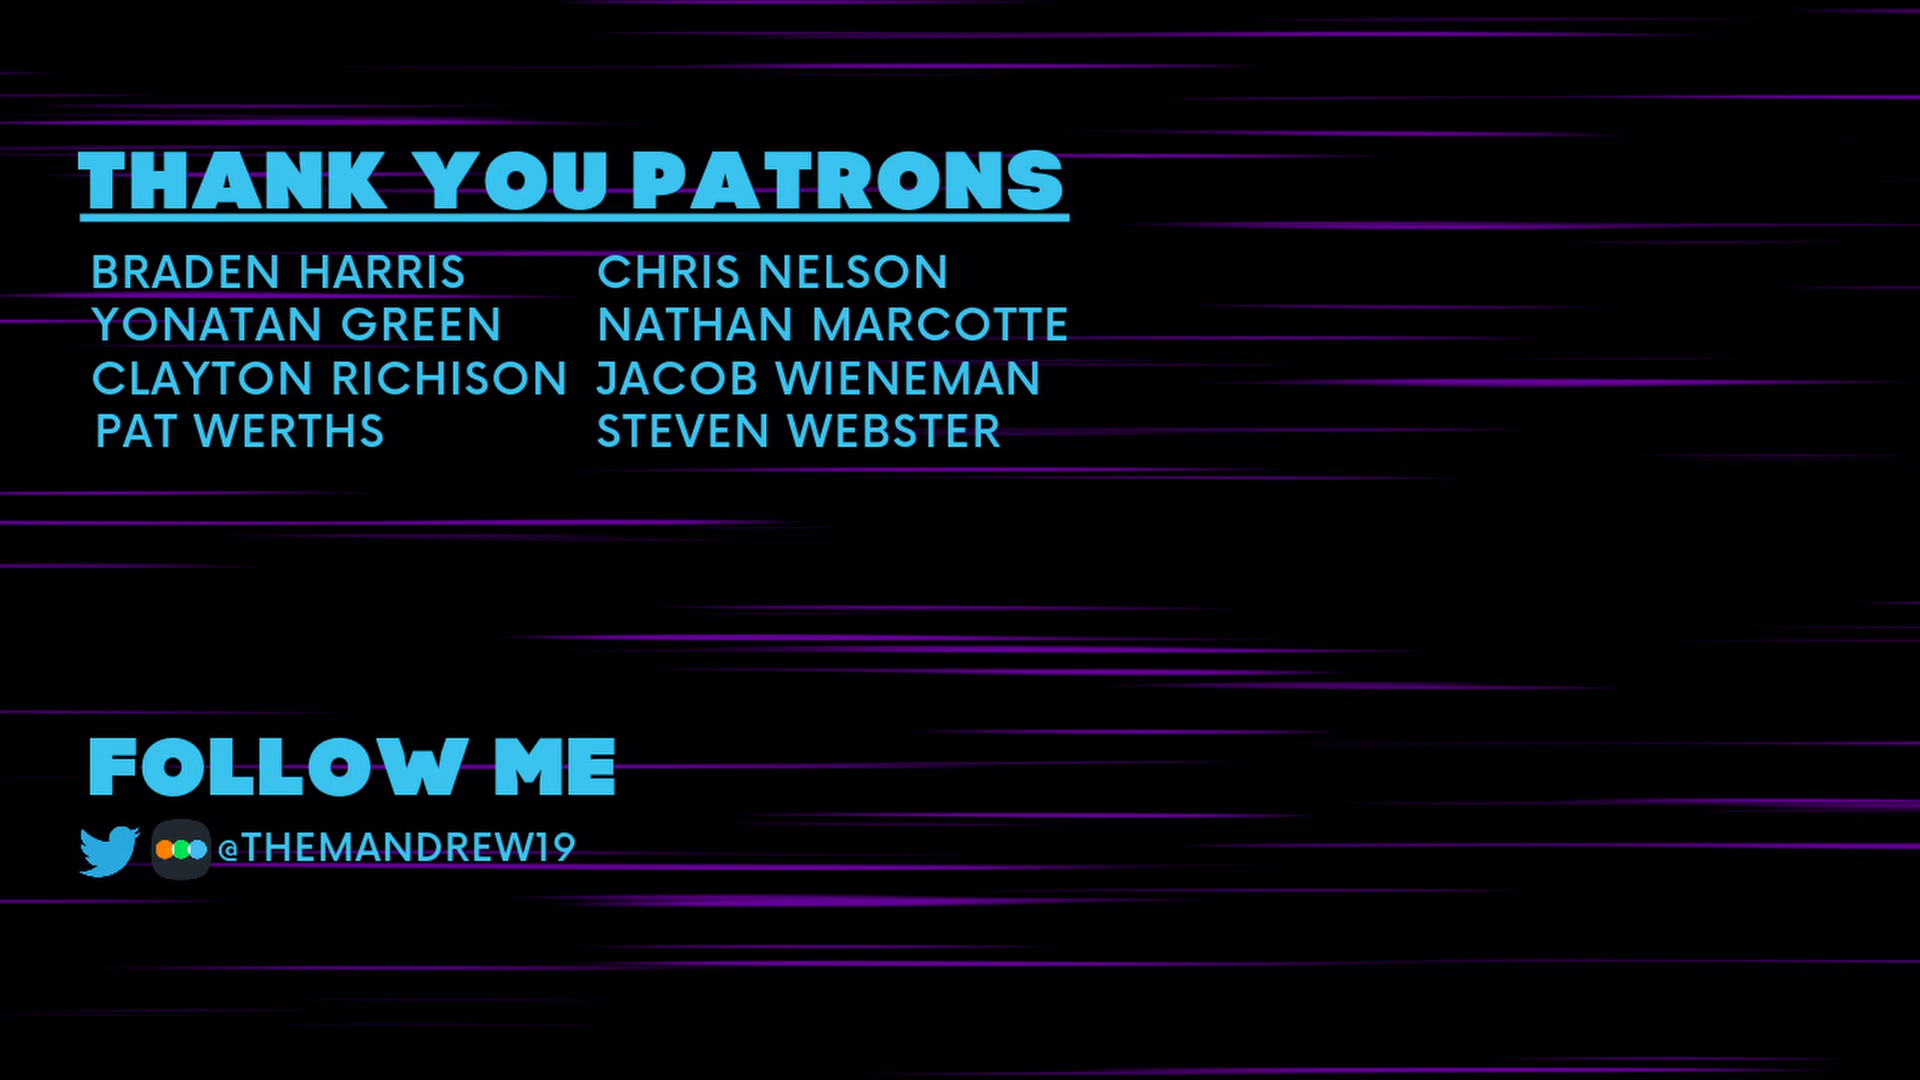 THANK YOU PATRONS
BRADEN HARRIS
YONATAN GREEN
CLAYTON RICHISON
PAT WERTHS
CHRIS NELSON
NATHAN MARCOTTE
JACOB WIENEMAN
STEVEN WEBSTER
FOLLOW ME
@THEMANDREW19